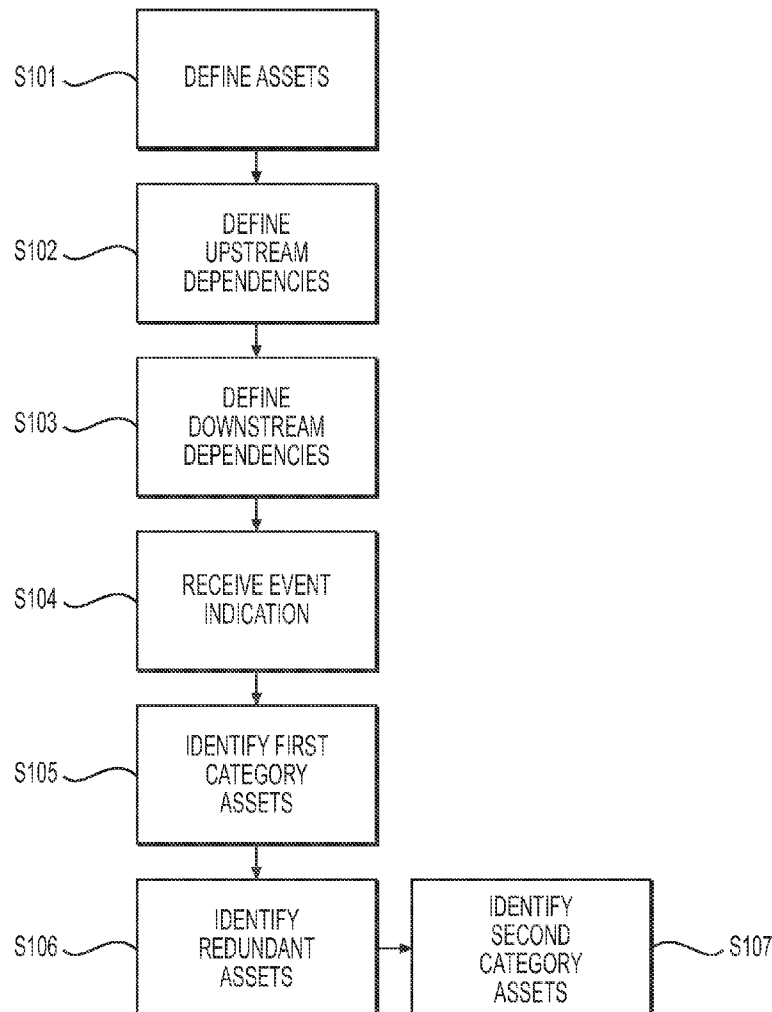 S101
DEFINE ASSETS
S102
DEFINE
UPSTREAM
DEPENDENCIES
S103
DEFINE
DOWNSTREAM
DEPENDENCIES
S104
RECEIVE EVENT
INDICATION
S105
IDENTIFY FIRST
CATEGORY
ASSETS
S106
IDENTIFY
REDUNDANT
ASSETS
IDENTIFY
SECOND
CATEGORY
ASSETS
S107